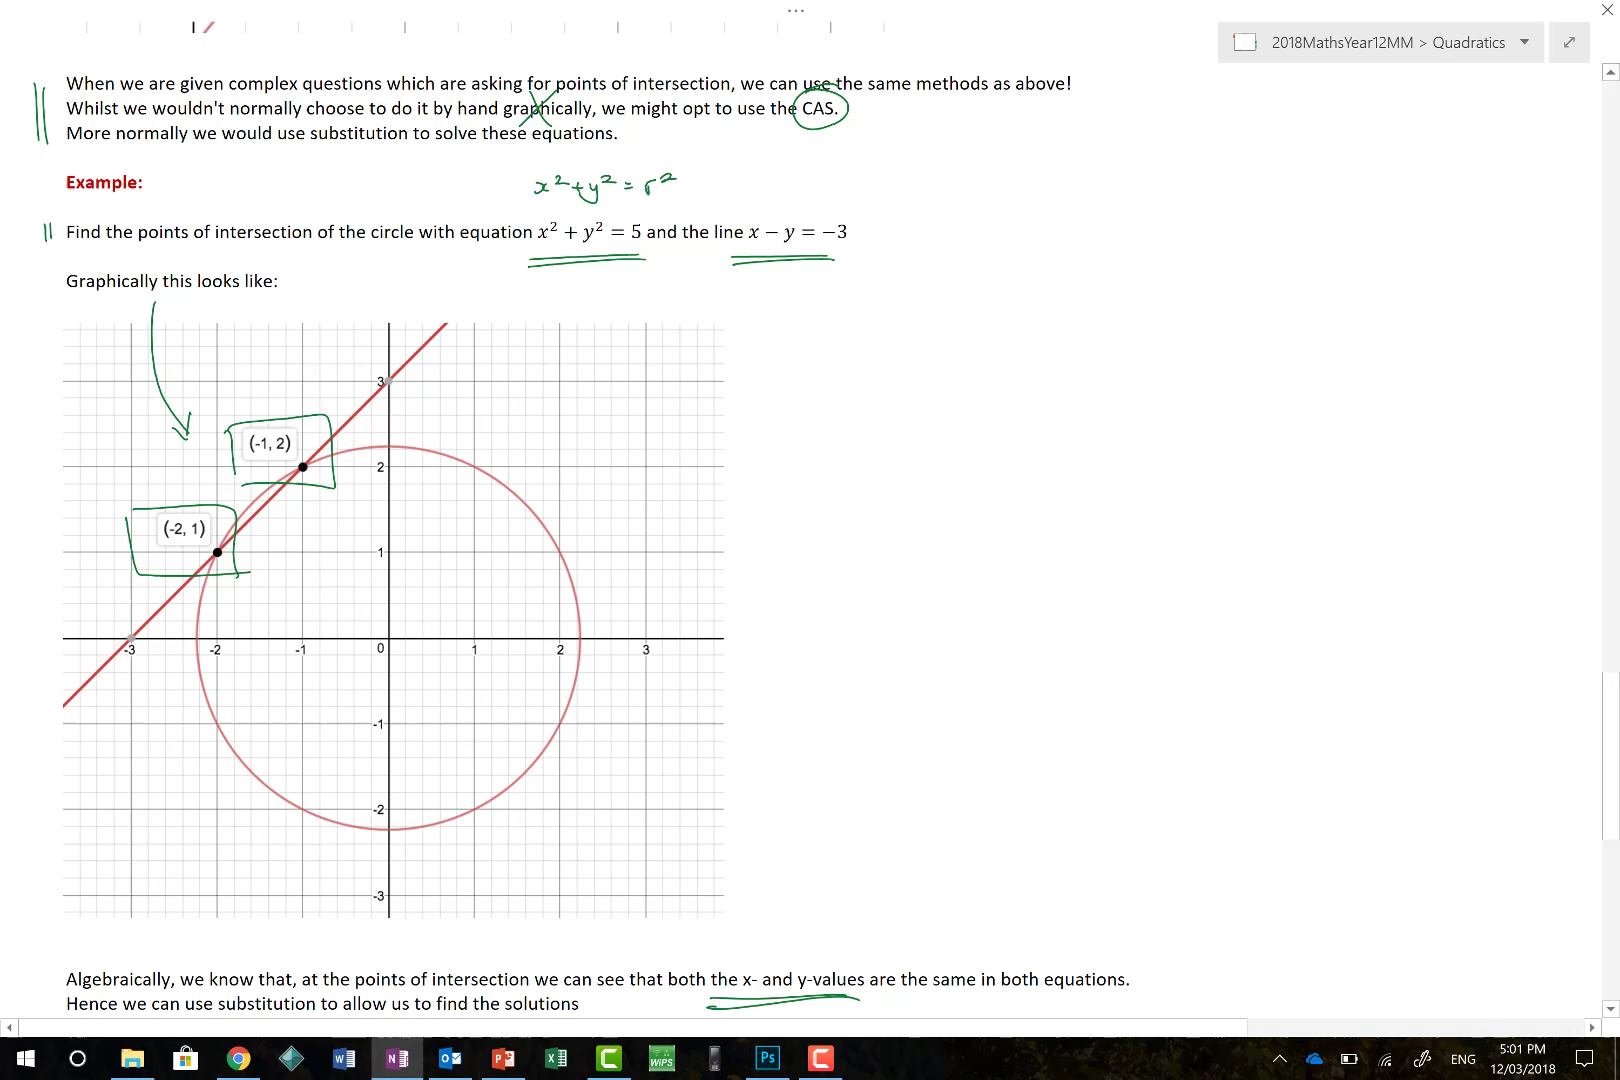 2018MathsYear12MM > Quadratics
When we are given complex questions which are asking for points of intersection, we can use the same methods as above!
Whilst we wouldn't normally choose to do it by hand graphically, we might opt to use the CAS.
More normally we would use substitution to solve these equations.
Example:
x² + y² = r²
Find the points of intersection of the circle with equation x² + y² = 5 and the line x − y = −3
Graphically this looks like:
3
(-1, 2)
2
(-2, 1)
1
-3 -2 -1 0 1 2 3
-1
-2
-3
Algebraically, we know that, at the points of intersection we can see that both the x- and y-values are the same in both equations.
Hence we can use substitution to allow us to find the solutions
WiPS
Ps
ENG
5:01 PM
12/03/2018